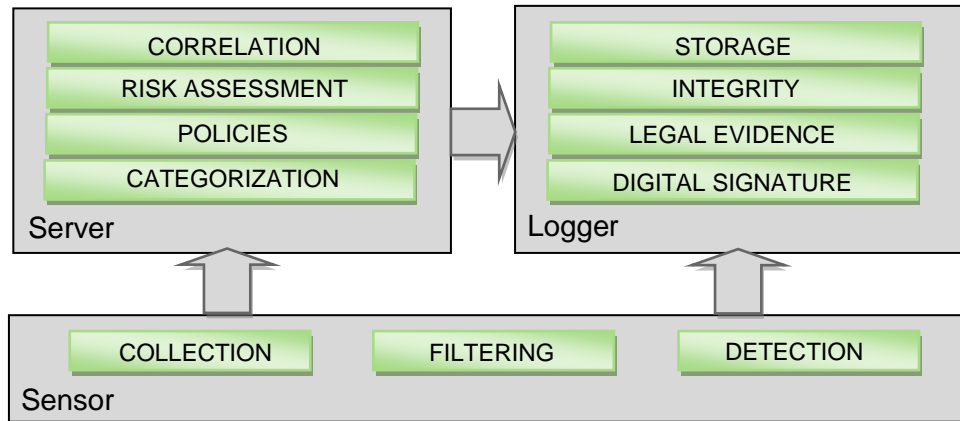 CORRELATION
RISK ASSESSMENT
POLICIES
CATEGORIZATION
Server
STORAGE
INTEGRITY
LEGAL EVIDENCE
DIGITAL SIGNATURE
Logger
COLLECTION
FILTERING
DETECTION
Sensor